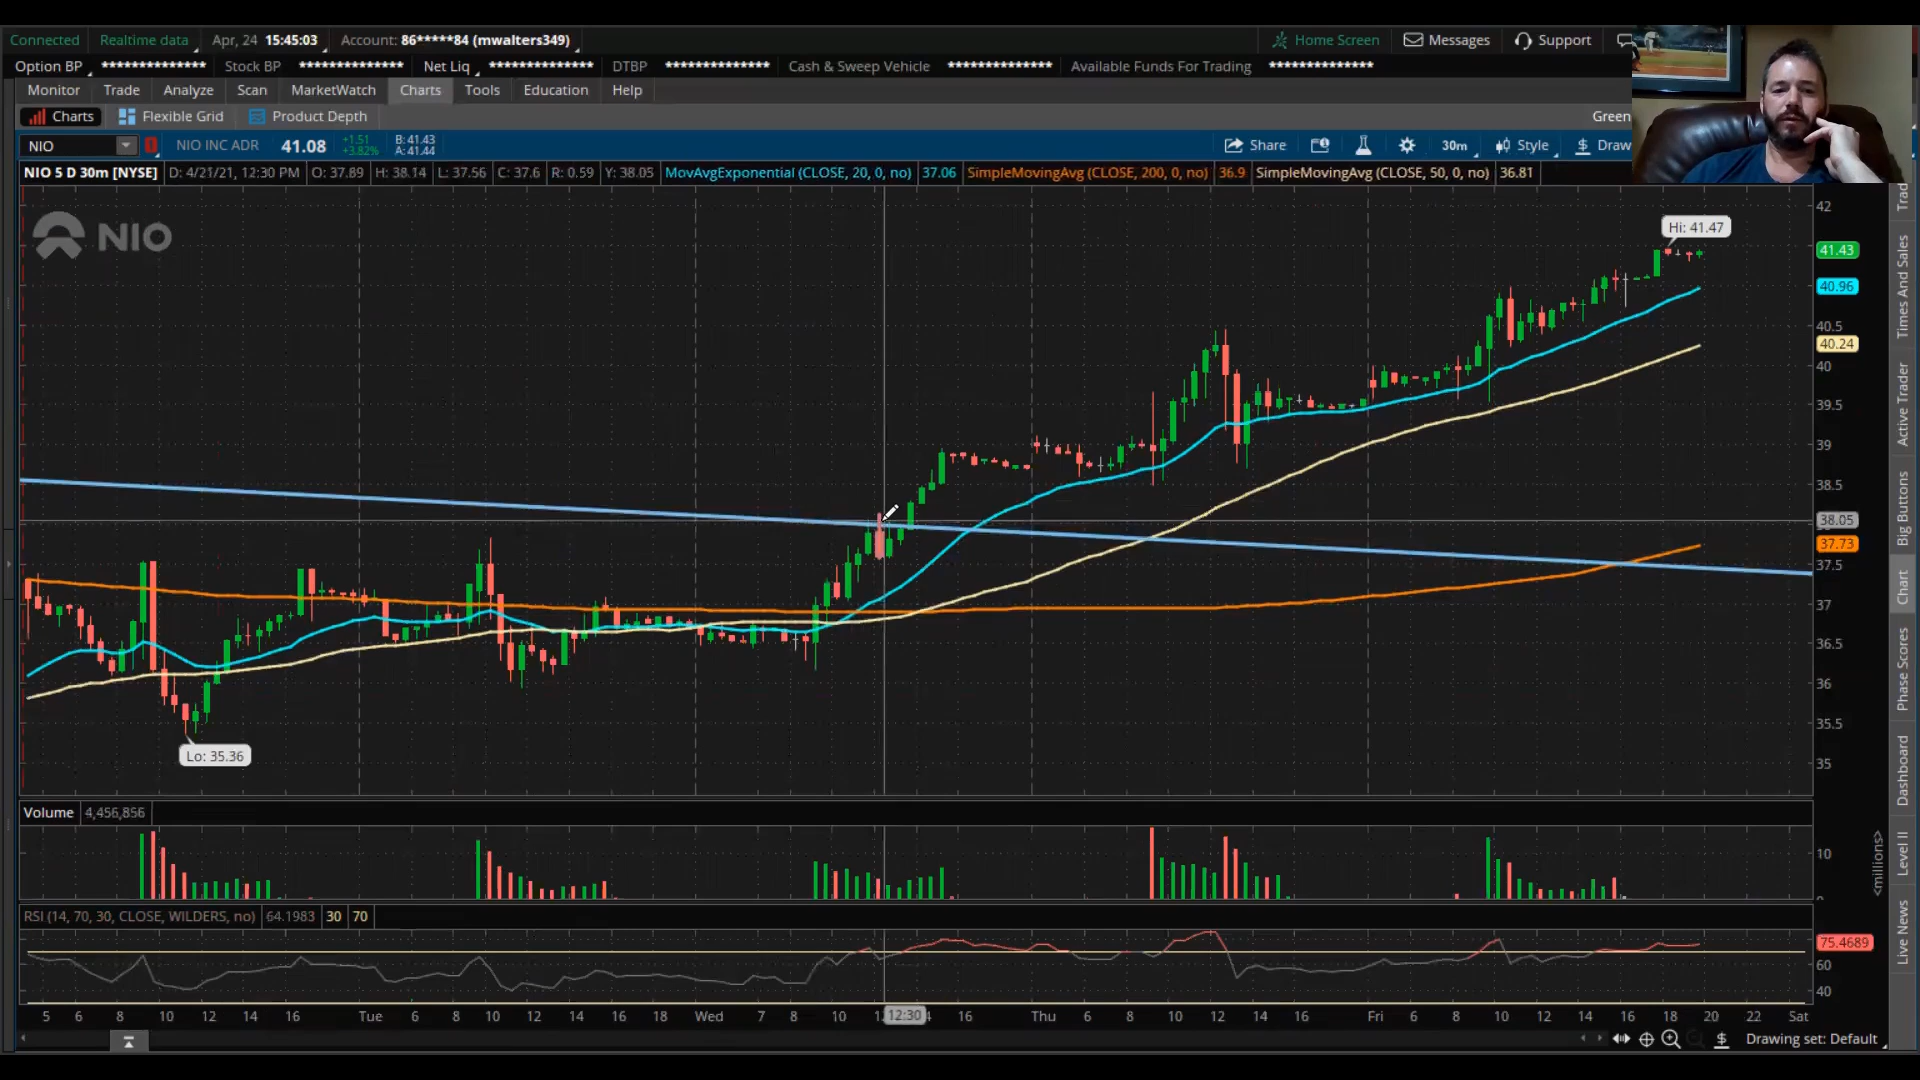 Connected Realtime data Apr, 24 15:45:03 Account: 86*****84 (mwalters349) Home Screen Messages Support
Option BP ************** Stock BP ************** Net Liq ************** DTBP ************** Cash & Sweep Vehicle ************** Available Funds For Trading **************
Monitor Trade Analyze Scan MarketWatch Charts Tools Education Help
Charts Flexible Grid Product Depth Green
NIO NIO INC ADR 41.08 +1.51 +3.82% B: 41.43 A: 41.44 Share 30m Style Draw
NIO 5 D 30m [NYSE] D: 4/21/21, 12:30 PM O: 37.89 H: 38.14 L: 37.56 C: 37.6 R: 0.59 Y: 38.05 MovAvgExponential (CLOSE, 20, 0, no) 37.06 SimpleMovingAvg (CLOSE, 200, 0, no) 36.9 SimpleMovingAvg (CLOSE, 50, 0, no) 36.81
NIO
Hi: 41.47
Lo: 35.36
42
41.43
40.96
40.5
40.24
40
39.5
39
38.5
38.05
37.73
37.5
37
36.5
36
35.5
35
Volume 4,456,856
10
0
<millions>
RSI (14, 70, 30, CLOSE, WILDERS, no) 64.1983 30 70
75.4689
60
40
5 6 8 10 12 14 16 Tue 6 8 10 12 14 16 18 Wed 7 8 10 12:30 16 Thu 6 8 10 12 14 16 Fri 6 8 10 12 14 16 18 20 22 Sat
Drawing set: Default
Trad
Times And Sales
Active Trader
Big Buttons
Chart
Phase Scores
Dashboard
Level II
Live News